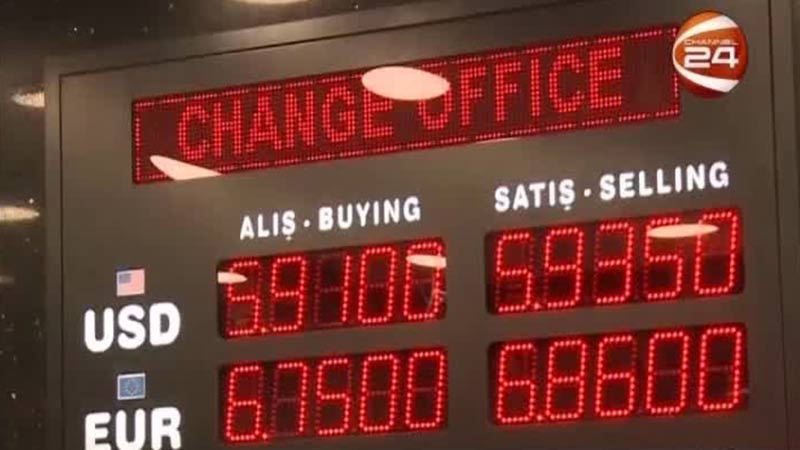 CHANNEL
24
CHANGE OFFICE
ALIŞ · BUYING
SATIŞ · SELLING
USD 5.9100 5.9350
EUR 6.7500 6.8600